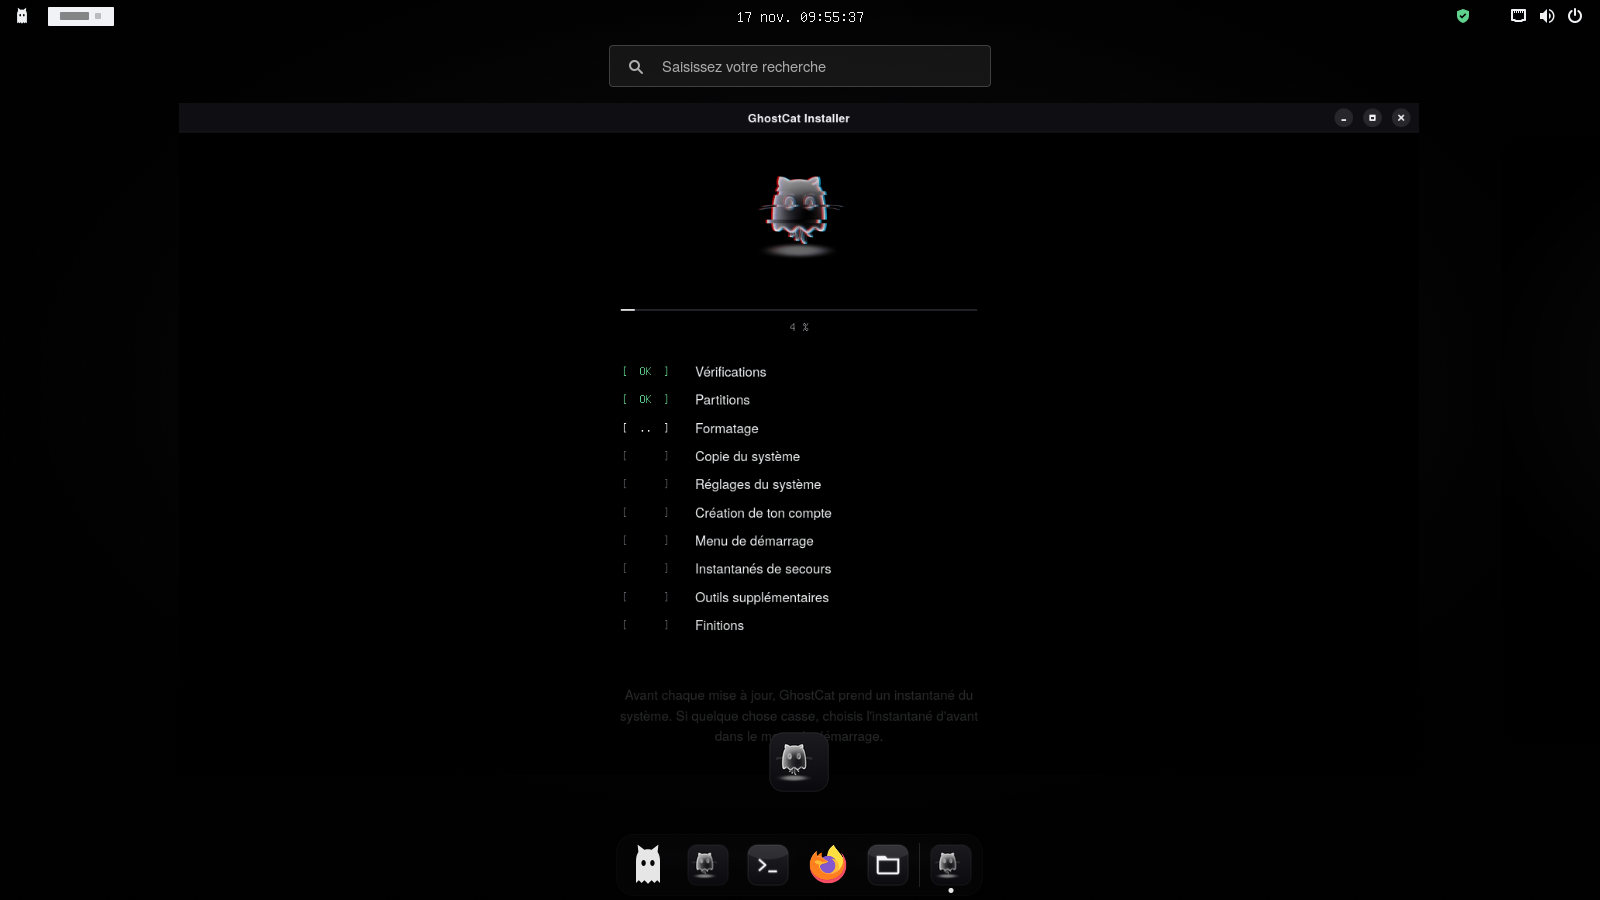 17 nov. 09:55:37
Saisissez votre recherche
GhostCat Installer
4 %
[ OK ] Vérifications
[ OK ] Partitions
[ .. ] Formatage
[ ] Copie du système
[ ] Réglages du système
[ ] Création de ton compte
[ ] Menu de démarrage
[ ] Instantanés de secours
[ ] Outils supplémentaires
[ ] Finitions
Avant chaque mise à jour, GhostCat prend un instantané du
système. Si quelque chose casse, choisis l'instantané d'avant
dans le démarrage.